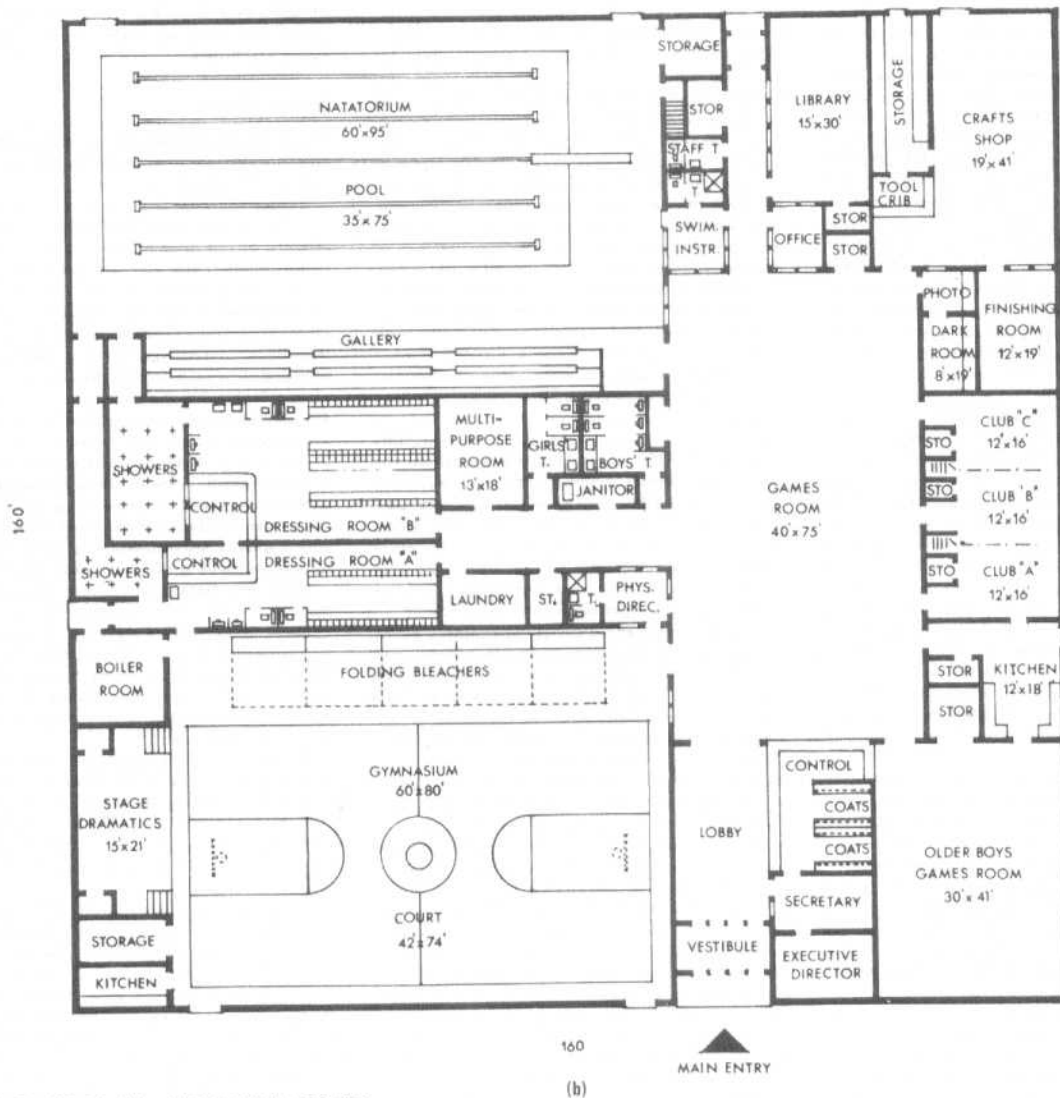 STORAGE
NATATORIUM
60'x95'
STOR
LIBRARY
15'x30'
STORAGE
CRAFTS
SHOP
19'x41'
STAFF T.
POOL
35'x75'
T.
TOOL
CRIB
SWIM.
INSTR.
OFFICE
STOR
STOR
PHOTO
FINISHING
ROOM
12'x19'
DARK
ROOM
8'x19'
GALLERY
MULTI-
PURPOSE
ROOM
13'x18'
GIRLS'
T.
BOYS' T.
CLUB "C"
12'x16'
STO
SHOWERS
JANITOR
GAMES
ROOM
40'x75'
STO
CLUB "B"
12'x16'
CONTROL
DRESSING ROOM "B"
160'
CONTROL
DRESSING ROOM "A"
SHOWERS
STO
CLUB "A"
12'x16'
LAUNDRY
ST.
T.
PHYS.
DIREC.
BOILER
ROOM
FOLDING BLEACHERS
STOR
KITCHEN
12'x18'
STOR
GYMNASIUM
60'x80'
CONTROL
STAGE
DRAMATICS
15'x21'
COATS
LOBBY
COATS
OLDER BOYS
GAMES ROOM
30'x41'
COURT
42'x74'
SECRETARY
STORAGE
VESTIBULE
EXECUTIVE
DIRECTOR
KITCHEN
160
MAIN ENTRY
(b)